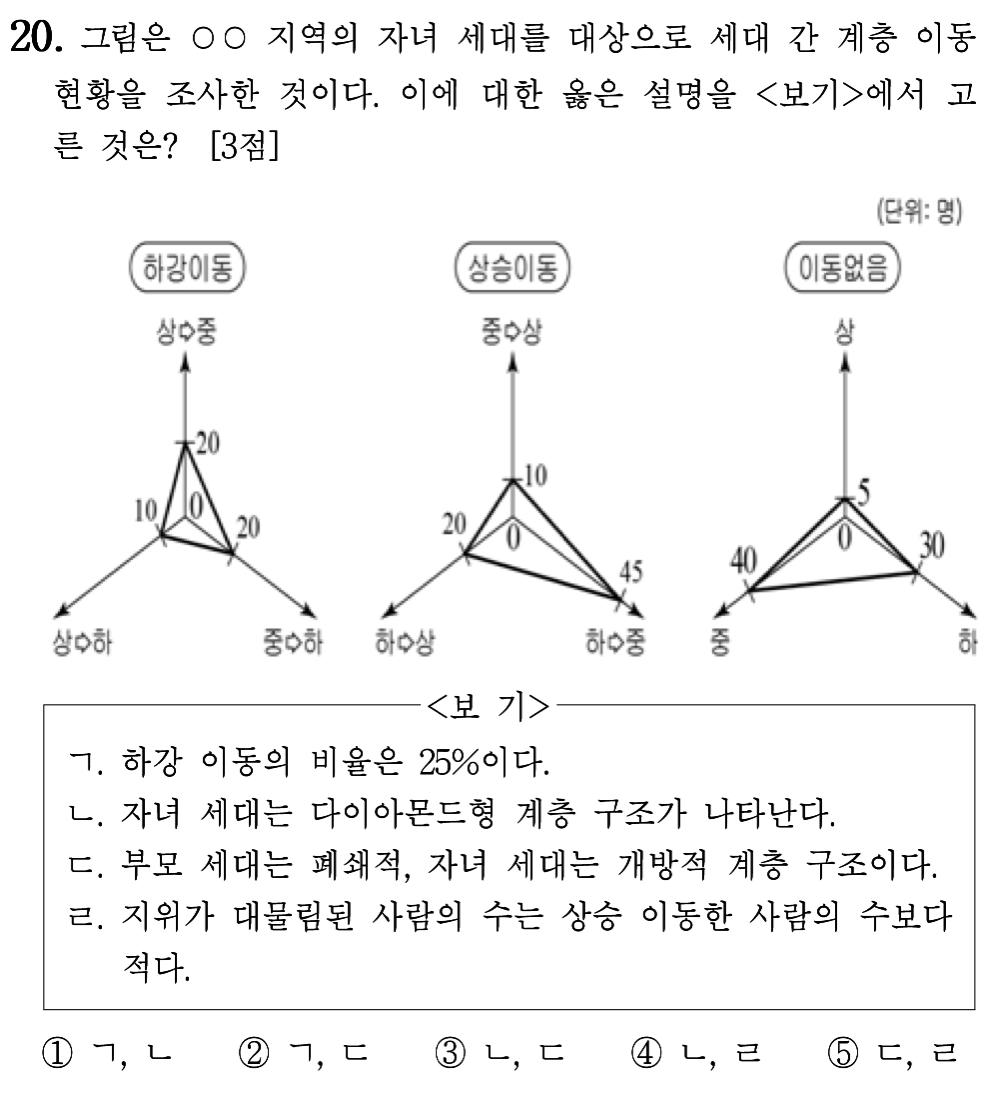 20. 그림은 ○○ 지역의 자녀 세대를 대상으로 세대 간 계층 이동
현황을 조사한 것이다. 이에 대한 옳은 설명을 <보기>에서 고
른 것은? [3점]
(단위: 명)
하강이동 상승이동 이동없음
상⇨중 중⇨상 상
20 10 5
10 0 20 20 0 45 40 0 30
상⇨하 중⇨하 하⇨상 하⇨중 중 하
<보 기>
ㄱ. 하강 이동의 비율은 25%이다.
ㄴ. 자녀 세대는 다이아몬드형 계층 구조가 나타난다.
ㄷ. 부모 세대는 폐쇄적, 자녀 세대는 개방적 계층 구조이다.
ㄹ. 지위가 대물림된 사람의 수는 상승 이동한 사람의 수보다
적다.
① ㄱ, ㄴ ② ㄱ, ㄷ ③ ㄴ, ㄷ ④ ㄴ, ㄹ ⑤ ㄷ, ㄹ